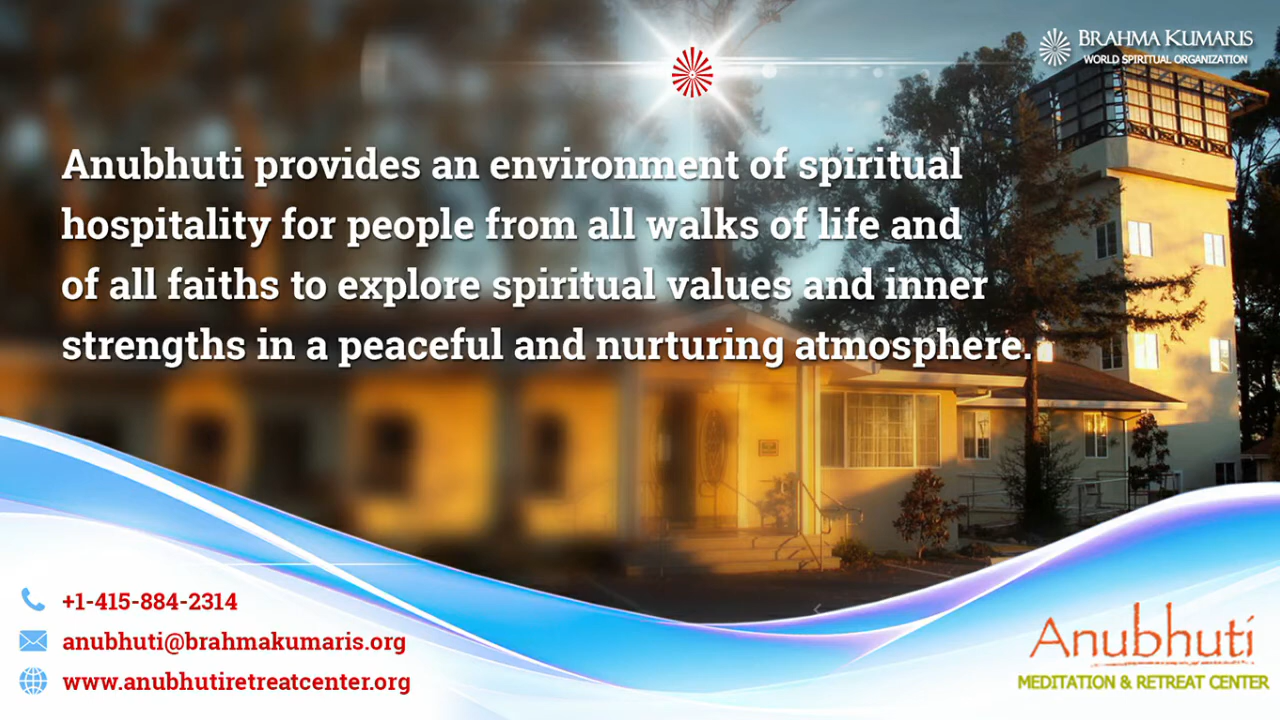 BRAHMA KUMARIS
WORLD SPIRITUAL ORGANIZATION
Anubhuti provides an environment of spiritual
hospitality for people from all walks of life and
of all faiths to explore spiritual values and inner
strengths in a peaceful and nurturing atmosphere.
+1-415-884-2314
anubhuti@brahmakumaris.org
www.anubhutiretreatcenter.org
Anubhuti
MEDITATION & RETREAT CENTER